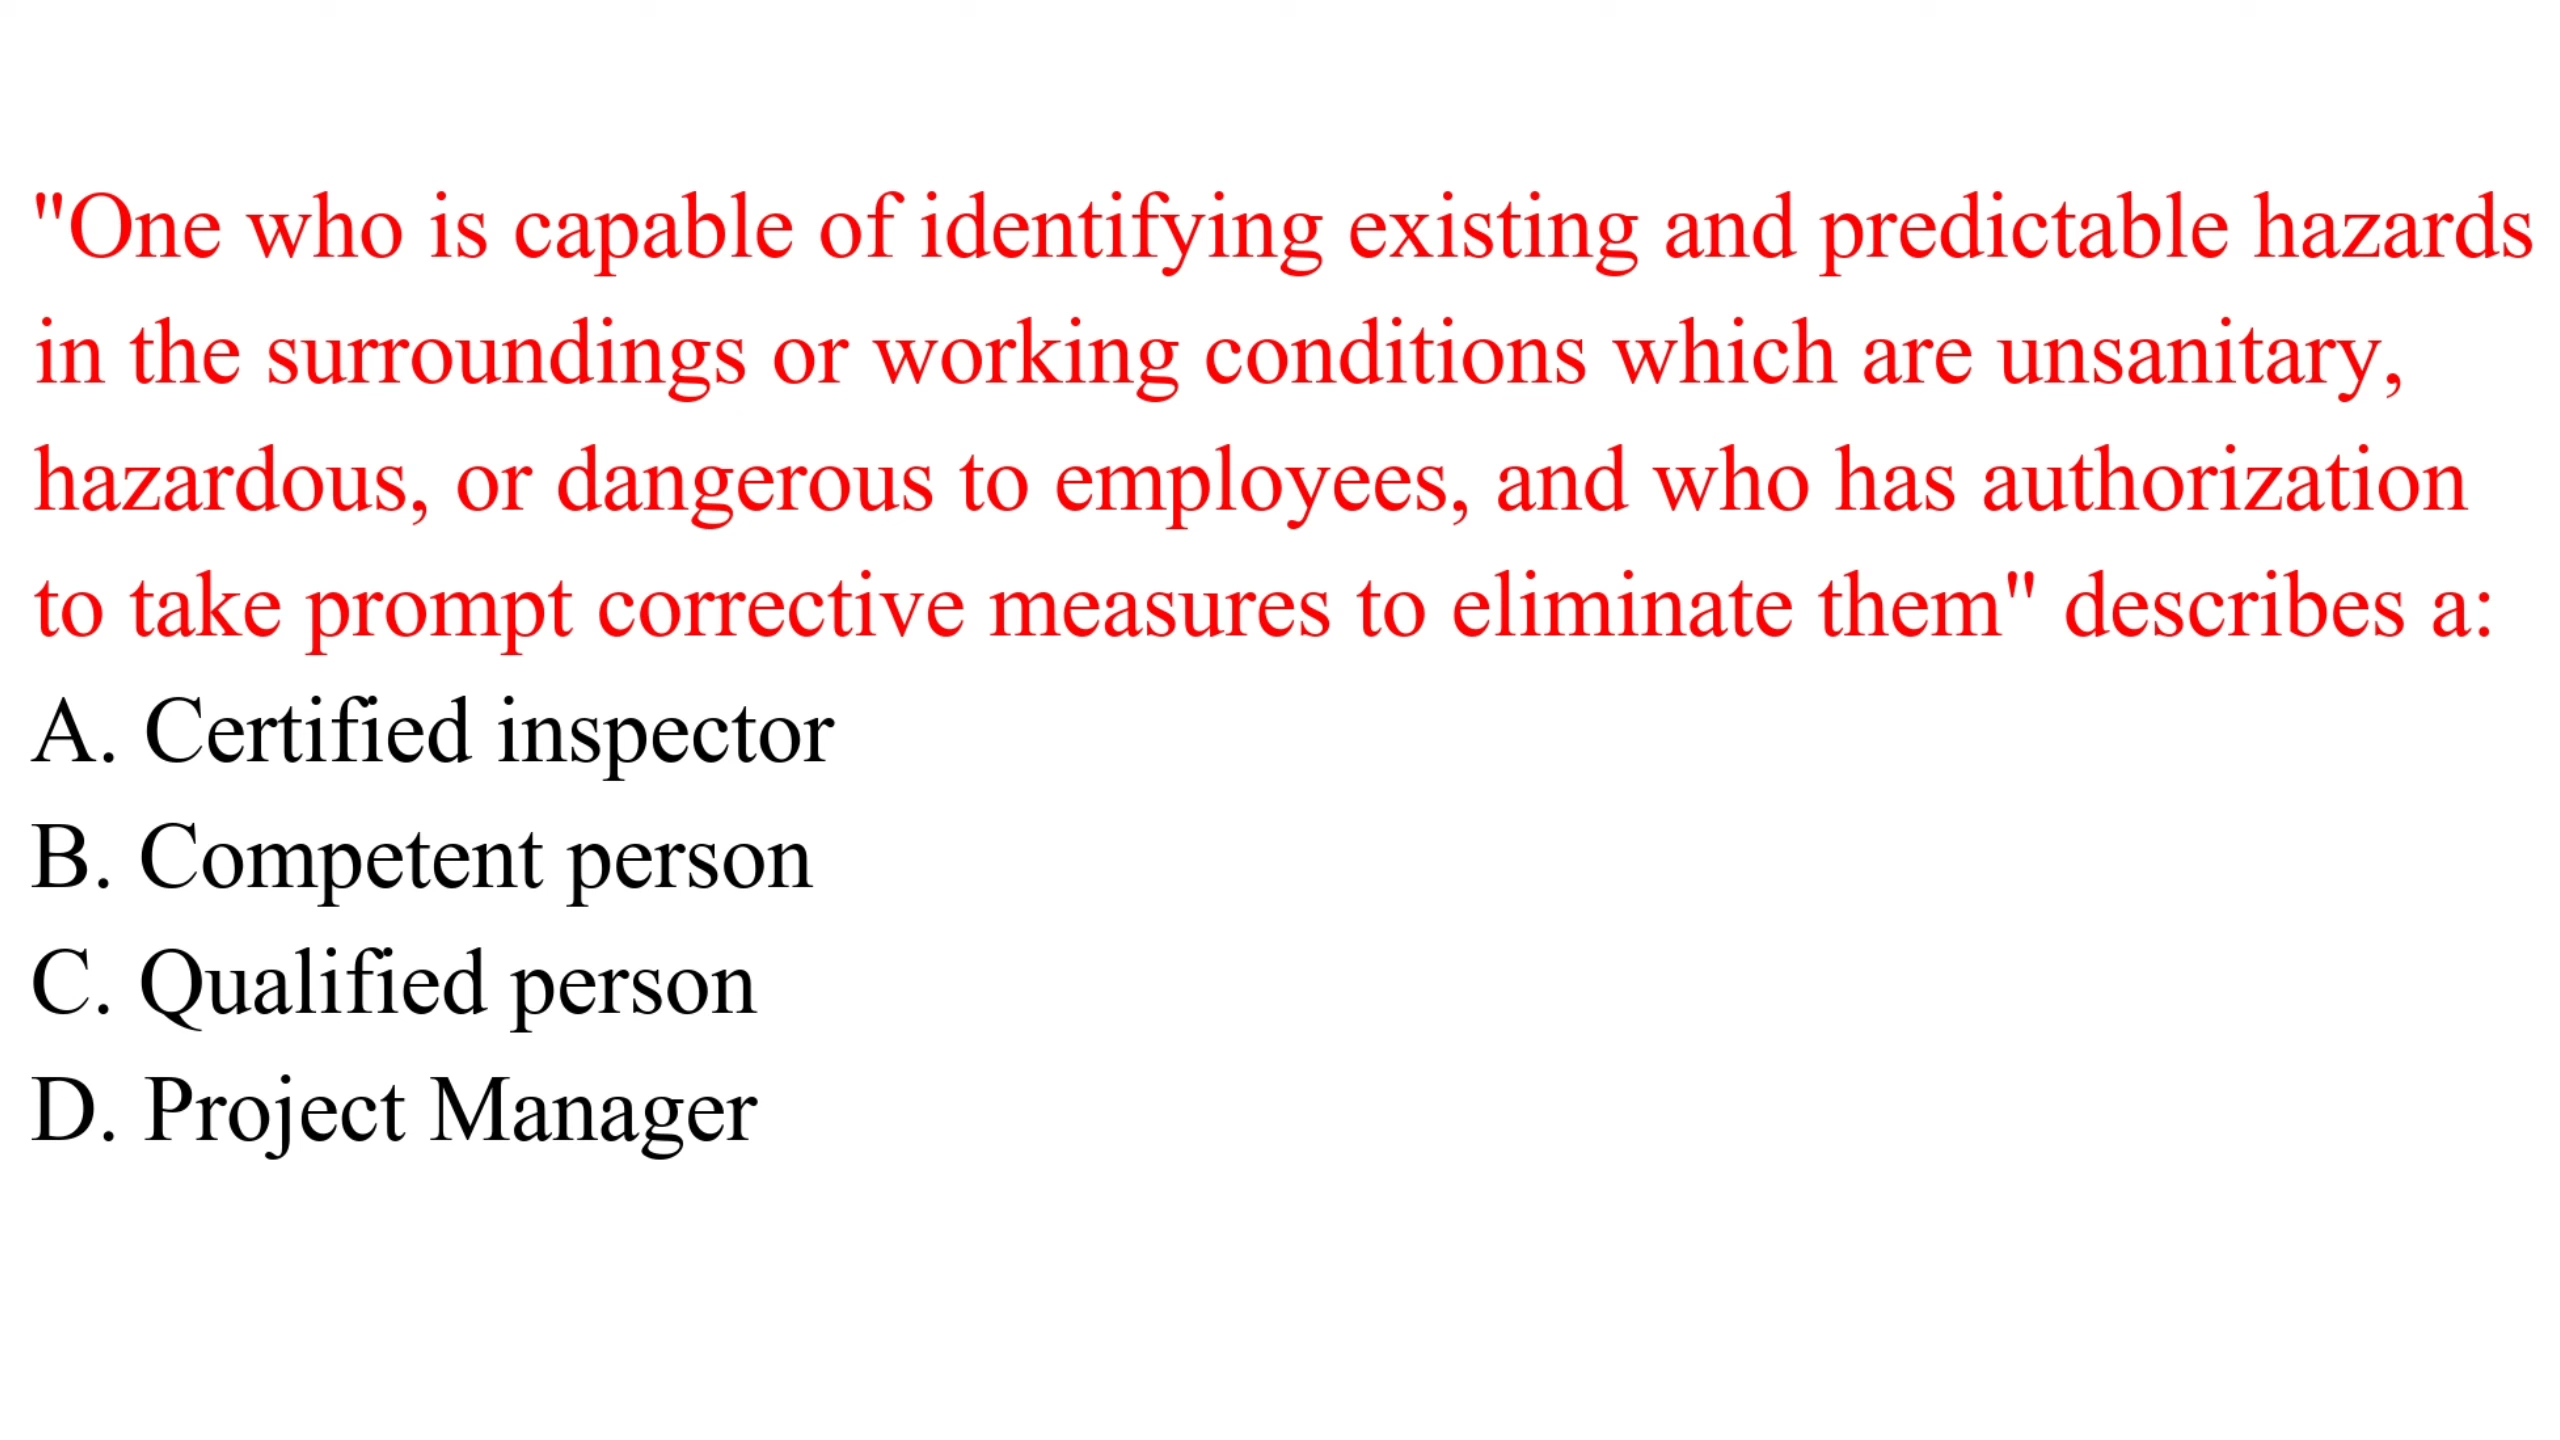 "One who is capable of identifying existing and predictable hazards
in the surroundings or working conditions which are unsanitary,
hazardous, or dangerous to employees, and who has authorization
to take prompt corrective measures to eliminate them" describes a:
A. Certified inspector
B. Competent person
C. Qualified person
D. Project Manager